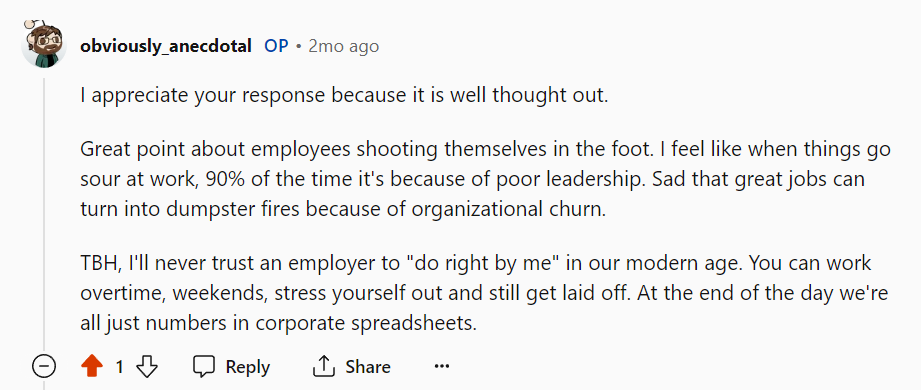 obviously_anecdotal OP • 2mo ago
I appreciate your response because it is well thought out.
Great point about employees shooting themselves in the foot. I feel like when things go
sour at work, 90% of the time it's because of poor leadership. Sad that great jobs can
turn into dumpster fires because of organizational churn.
TBH, I'll never trust an employer to "do right by me" in our modern age. You can work
overtime, weekends, stress yourself out and still get laid off. At the end of the day we're
all just numbers in corporate spreadsheets.
1 Reply Share ...